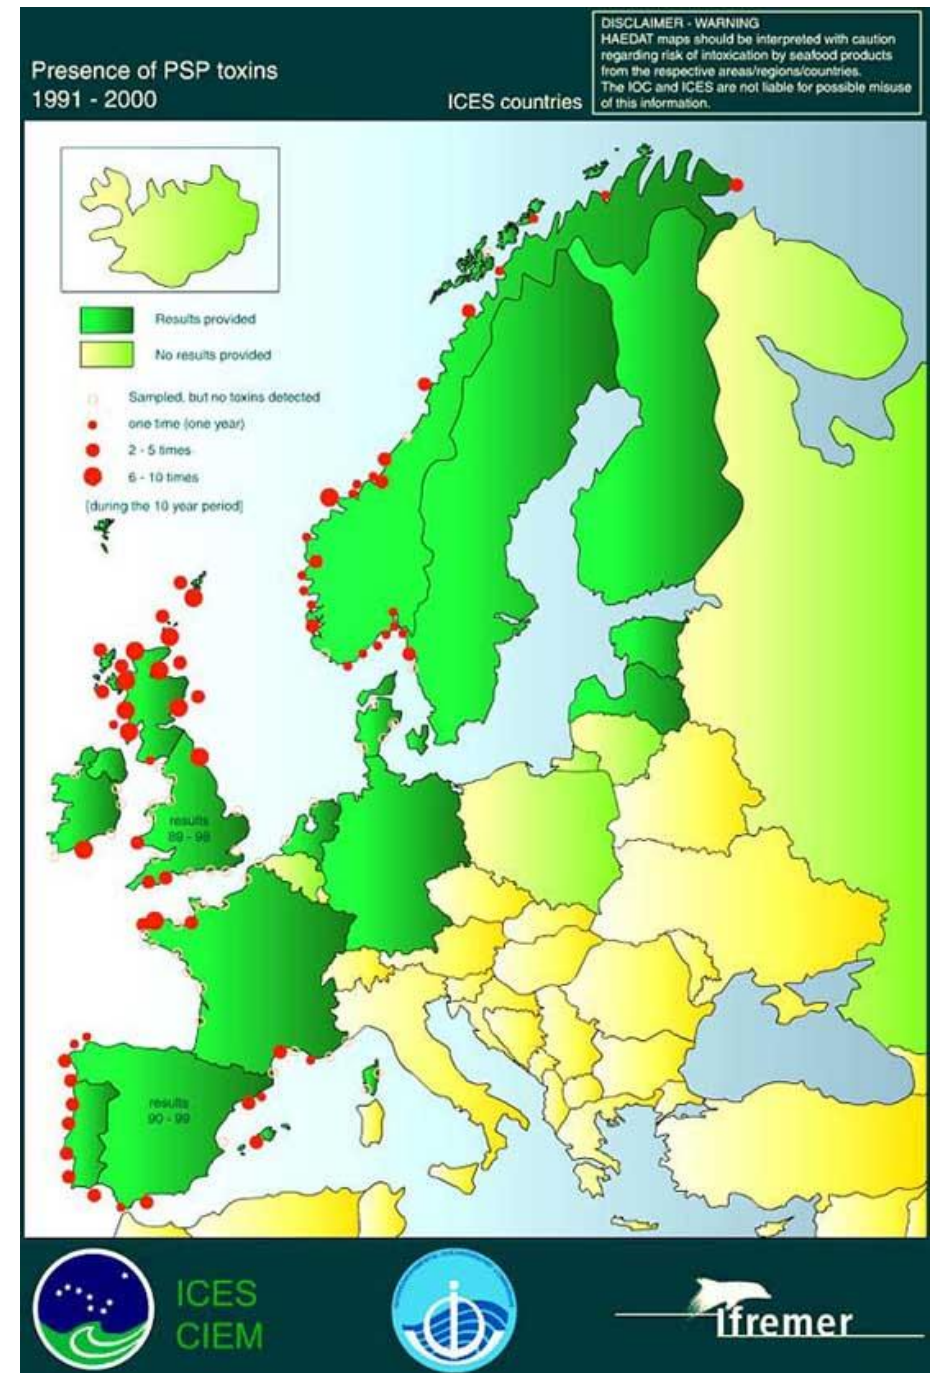 Presence of PSP toxins
1991 - 2000
ICES countries
DISCLAIMER - WARNING
HAEDAT maps should be interpreted with caution
regarding risk of intoxication by seafood products
from the respective areas/regions/countries.
The IOC and ICES are not liable for possible misuse
of this information.
Results provided
No results provided
Sampled, but no toxins detected
one time (one year)
2 - 5 times
6 - 10 times
[during the 10 year period]
results
89 - 98
results
90 - 99
ICES
CIEM
Ifremer